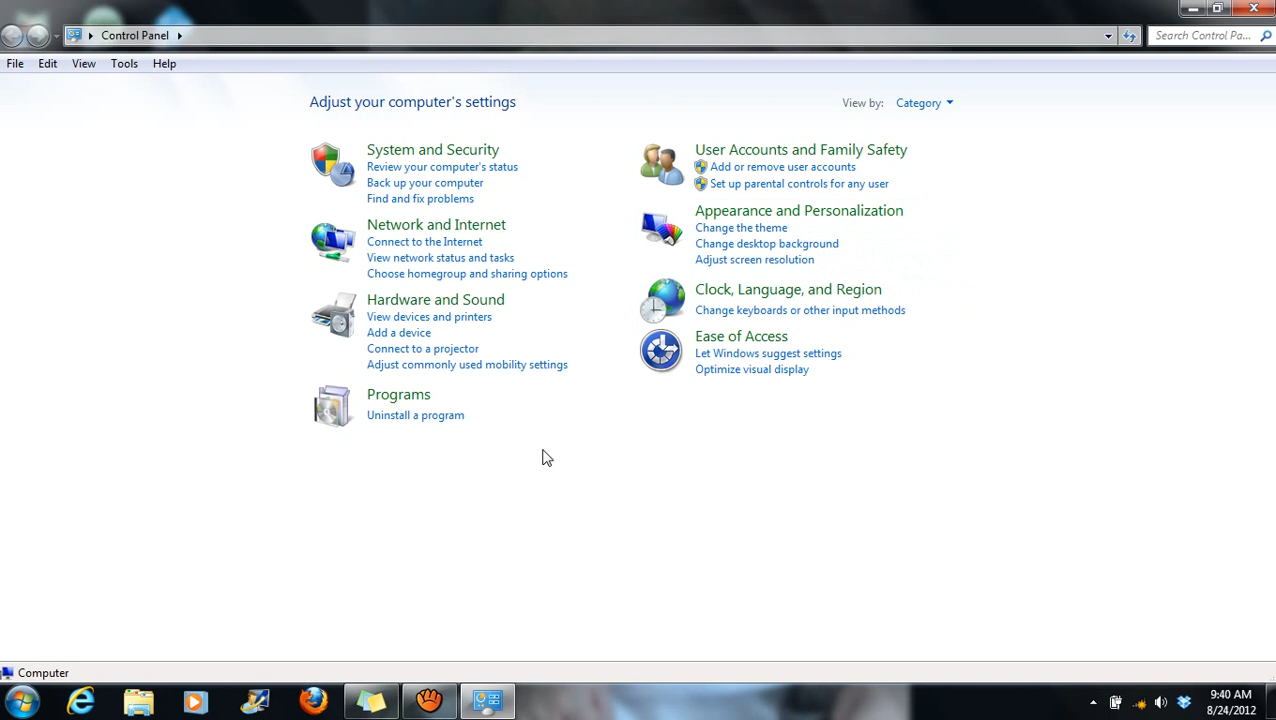 Control Panel
Search Control Pa...
File Edit View Tools Help
Adjust your computer's settings
View by: Category
System and Security
Review your computer's status
Back up your computer
Find and fix problems
Network and Internet
Connect to the Internet
View network status and tasks
Choose homegroup and sharing options
Hardware and Sound
View devices and printers
Add a device
Connect to a projector
Adjust commonly used mobility settings
Programs
Uninstall a program
User Accounts and Family Safety
Add or remove user accounts
Set up parental controls for any user
Appearance and Personalization
Change the theme
Change desktop background
Adjust screen resolution
Clock, Language, and Region
Change keyboards or other input methods
Ease of Access
Let Windows suggest settings
Optimize visual display
Computer
9:40 AM
8/24/2012